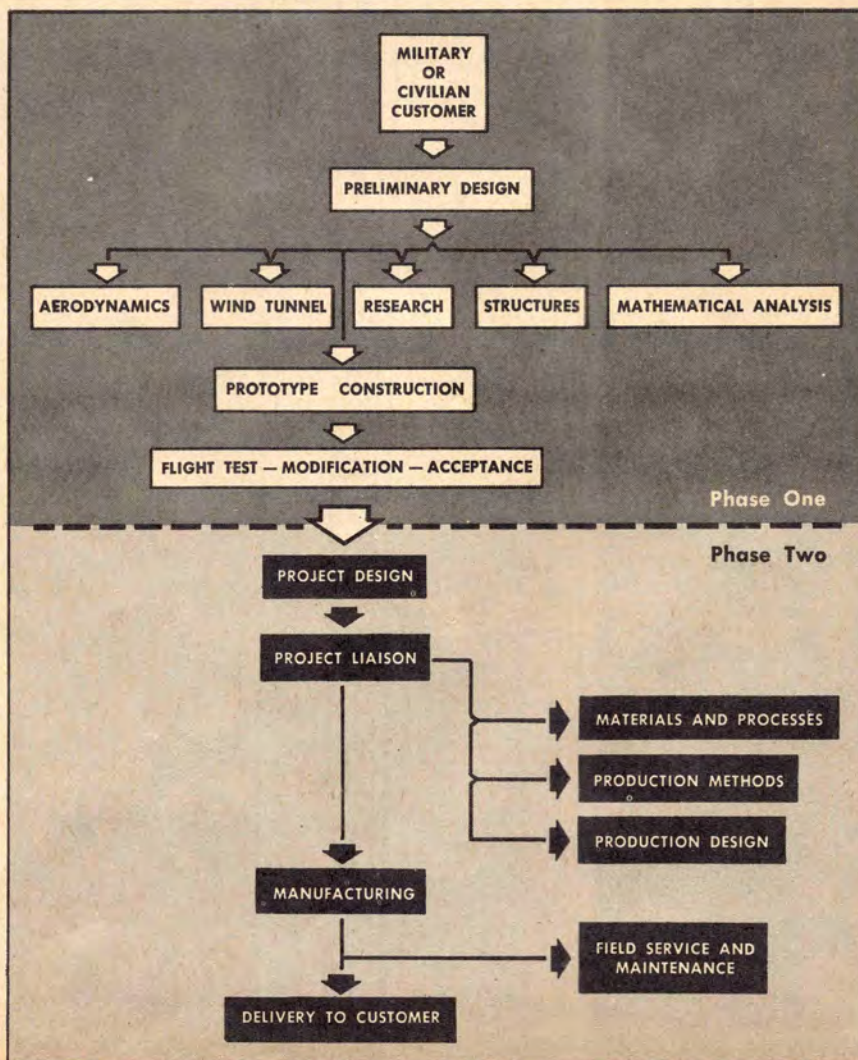 MILITARY
OR
CIVILIAN
CUSTOMER
PRELIMINARY DESIGN
AERODYNAMICS
WIND TUNNEL
RESEARCH
STRUCTURES
MATHEMATICAL ANALYSIS
PROTOTYPE CONSTRUCTION
FLIGHT TEST — MODIFICATION — ACCEPTANCE
Phase One
Phase Two
PROJECT DESIGN
PROJECT LIAISON
MATERIALS AND PROCESSES
PRODUCTION METHODS
PRODUCTION DESIGN
MANUFACTURING
FIELD SERVICE AND
MAINTENANCE
DELIVERY TO CUSTOMER